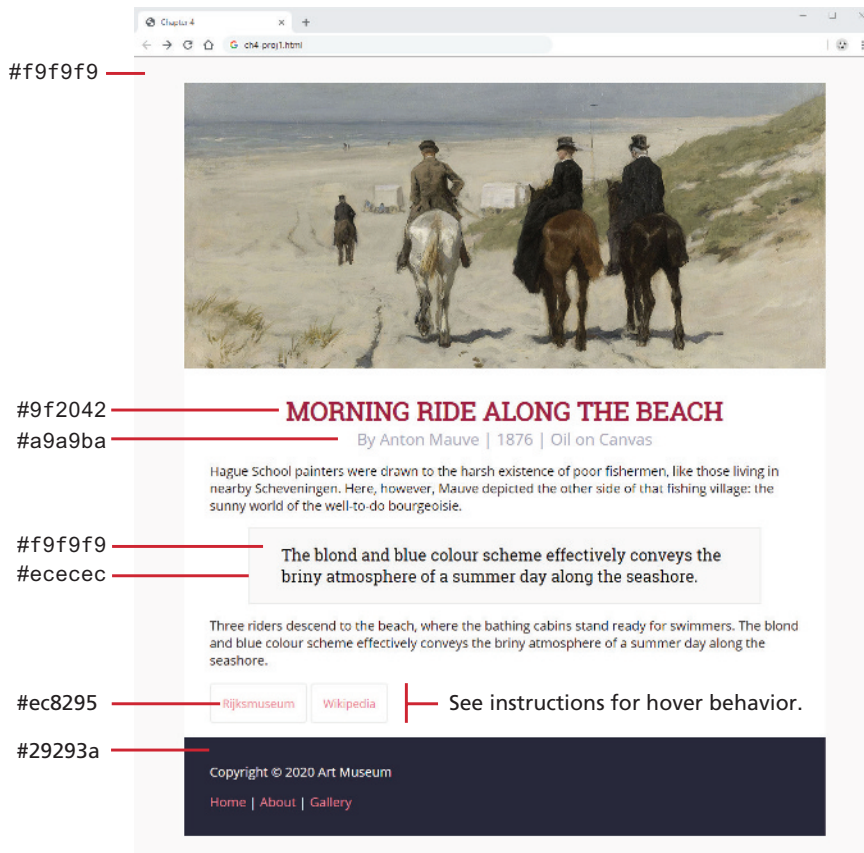 Chapter 4
ch4-proj1.html
#f9f9f9
#9f2042
MORNING RIDE ALONG THE BEACH
#a9a9ba
By Anton Mauve | 1876 | Oil on Canvas
Hague School painters were drawn to the harsh existence of poor fishermen, like those living in
nearby Scheveningen. Here, however, Mauve depicted the other side of that fishing village: the
sunny world of the well-to-do bourgeoisie.
#f9f9f9
#ececec
The blond and blue colour scheme effectively conveys the
briny atmosphere of a summer day along the seashore.
Three riders descend to the beach, where the bathing cabins stand ready for swimmers. The blond
and blue colour scheme effectively conveys the briny atmosphere of a summer day along the
seashore.
#ec8295
Rijksmuseum
Wikipedia
See instructions for hover behavior.
#29293a
Copyright © 2020 Art Museum
Home | About | Gallery